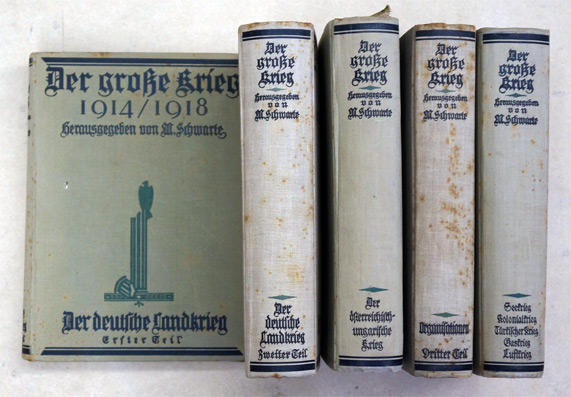 Der große Krieg
1914/1918
Herausgegeben von M. Schwarte
Der deutsche Landkrieg
Erster Teil
Der
große
Krieg
Herausgegeben
von
M. Schwarte
Der
deutsche
Landkrieg
Zweiter Teil
Der
große
Krieg
Herausgegeben
von
M. Schwarte
Der
österreichisch-
ungarische
Krieg
Der
große
Krieg
Herausgegeben
von
M. Schwarte
Organisationen
Dritter Teil
Der
große
Krieg
Herausgegeben
von
M. Schwarte
Seekrieg
Kolonialkrieg
Türkischer Krieg
Gaskrieg
Luftkrieg